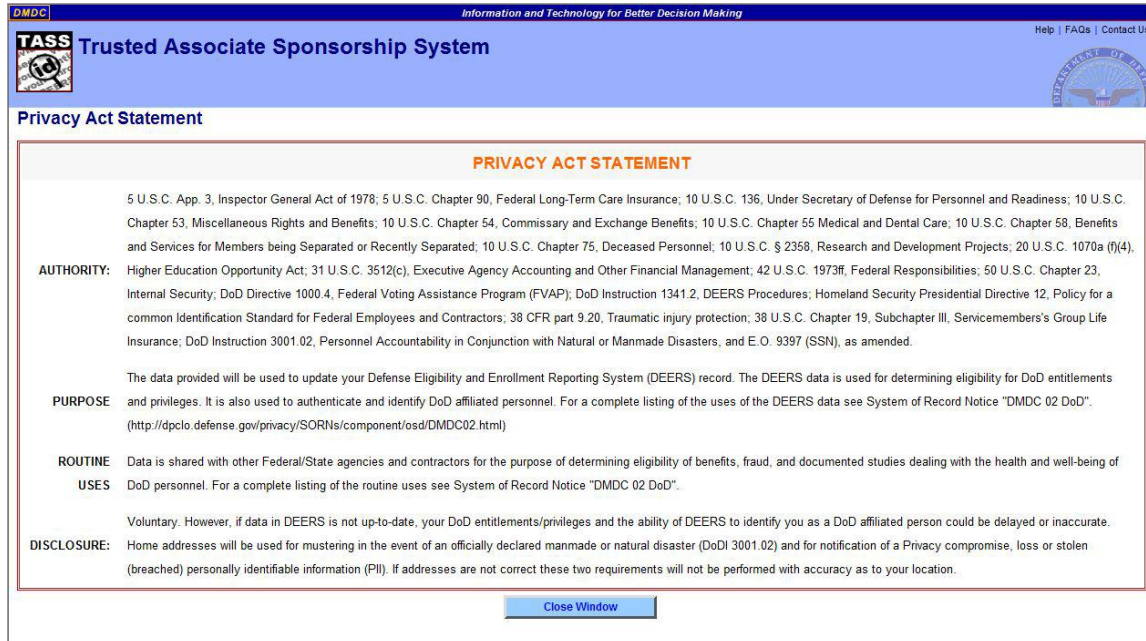 DMDC
Information and Technology for Better Decision Making
Help | FAQs | Contact Us
TASS
id
Trusted Associate Sponsorship System
Privacy Act Statement
PRIVACY ACT STATEMENT
5 U.S.C. App. 3, Inspector General Act of 1978; 5 U.S.C. Chapter 90, Federal Long-Term Care Insurance; 10 U.S.C. 136, Under Secretary of Defense for Personnel and Readiness; 10 U.S.C.
Chapter 53, Miscellaneous Rights and Benefits; 10 U.S.C. Chapter 54, Commissary and Exchange Benefits; 10 U.S.C. Chapter 55 Medical and Dental Care; 10 U.S.C. Chapter 58, Benefits
and Services for Members being Separated or Recently Separated; 10 U.S.C. Chapter 75, Deceased Personnel; 10 U.S.C. § 2358, Research and Development Projects; 20 U.S.C. 1070a (f)(4),
AUTHORITY: Higher Education Opportunity Act; 31 U.S.C. 3512(c), Executive Agency Accounting and Other Financial Management; 42 U.S.C. 1973ff, Federal Responsibilities; 50 U.S.C. Chapter 23,
Internal Security; DoD Directive 1000.4, Federal Voting Assistance Program (FVAP); DoD Instruction 1341.2, DEERS Procedures; Homeland Security Presidential Directive 12, Policy for a
common Identification Standard for Federal Employees and Contractors; 38 CFR part 9.20, Traumatic injury protection; 38 U.S.C. Chapter 19, Subchapter III, Servicemembers's Group Life
Insurance; DoD Instruction 3001.02, Personnel Accountability in Conjunction with Natural or Manmade Disasters, and E.O. 9397 (SSN), as amended.
The data provided will be used to update your Defense Eligibility and Enrollment Reporting System (DEERS) record. The DEERS data is used for determining eligibility for DoD entitlements
PURPOSE and privileges. It is also used to authenticate and identify DoD affiliated personnel. For a complete listing of the uses of the DEERS data see System of Record Notice "DMDC 02 DoD".
(http://dpclo.defense.gov/privacy/SORNs/component/osd/DMDC02.html)
ROUTINE Data is shared with other Federal/State agencies and contractors for the purpose of determining eligibility of benefits, fraud, and documented studies dealing with the health and well-being of
USES DoD personnel. For a complete listing of the routine uses see System of Record Notice "DMDC 02 DoD".
Voluntary. However, if data in DEERS is not up-to-date, your DoD entitlements/privileges and the ability of DEERS to identify you as a DoD affiliated person could be delayed or inaccurate.
DISCLOSURE: Home addresses will be used for mustering in the event of an officially declared manmade or natural disaster (DoDI 3001.02) and for notification of a Privacy compromise, loss or stolen
(breached) personally identifiable information (PII). If addresses are not correct these two requirements will not be performed with accuracy as to your location.
Close Window